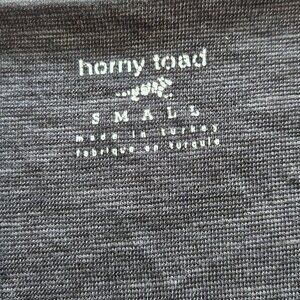 horny toad
SMALL
made in turkey
fabriqué en turquie